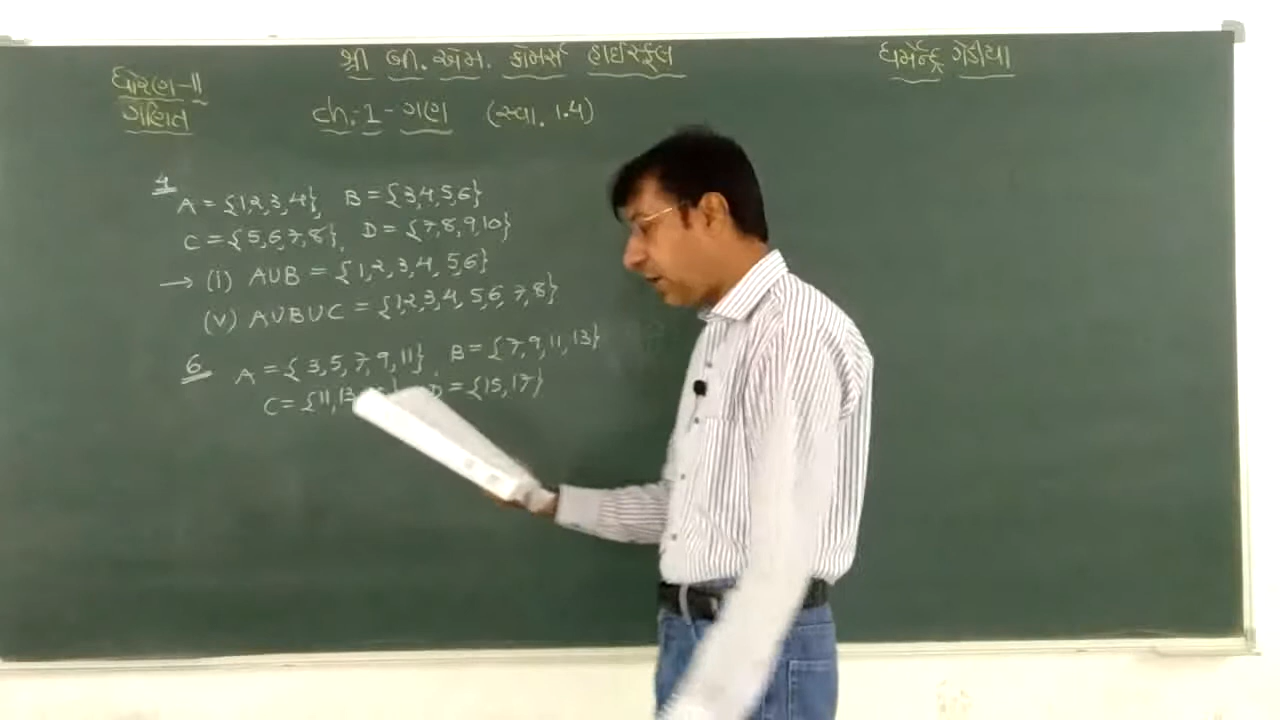 શ્રી બી. એમ. કોમર્સ હાઈસ્કૂલ
ધર્મેન્દ્ર ગેડીયા
ધોરણ-11
ગણિત
ch:-1 - ગણ (સ્વા. 1.4)
4
A = {1,2,3,4}, B = {3,4,5,6}
C = {5,6,7,8}, D = {7,8,9,10}
→ (i) A∪B = {1,2,3,4, 5,6}
(v) A∪B∪C = {1,2,3,4, 5,6, 7,8}
6
A = {3,5,7,9,11}, B = {7,9,11,13}
C = {11,13 D = {15,17}